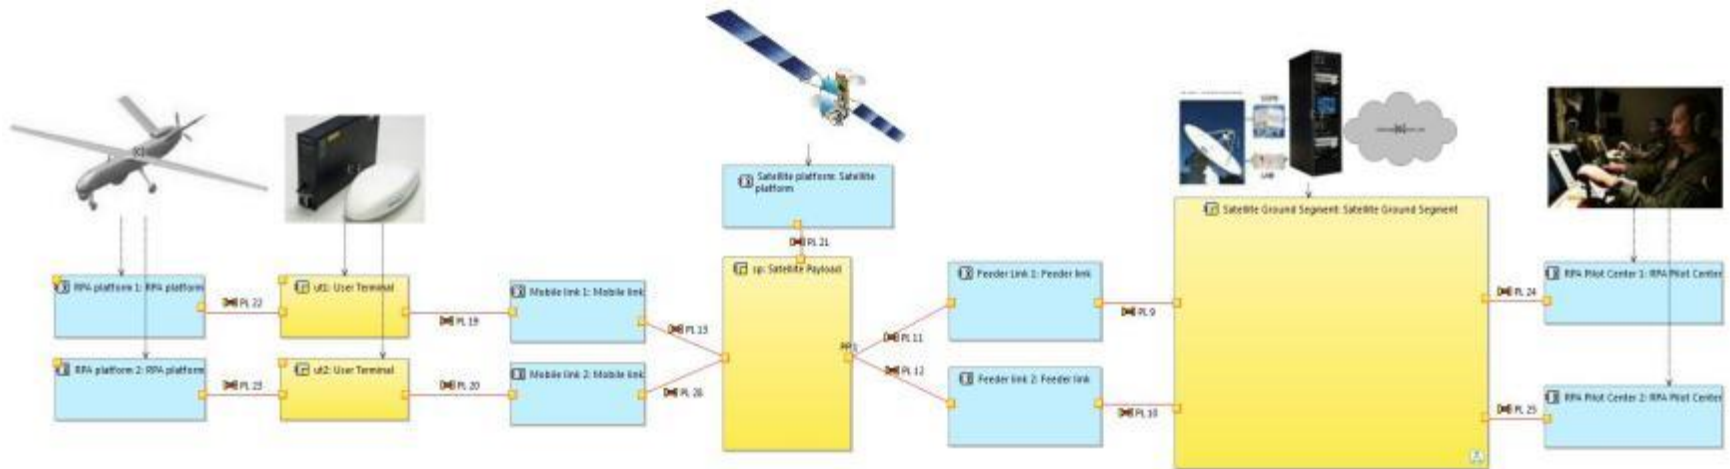 Satellite platform: Satellite
platform
PL 21
sp: Satellite Payload
Satellite Ground Segment: Satellite Ground Segment
RPA platform 1: RPA platform
PL 22
ut1: User Terminal
PL 19
Mobile link 1: Mobile link
PL 13
Feeder Link 1: Feeder link
PL 9
PL 24
RPA Pilot Center 1: RPA Pilot Center
PL 11
PP1
RPA platform 2: RPA platform
PL 23
ut2: User Terminal
PL 20
Mobile link 2: Mobile link
PL 12
Feeder link 2: Feeder link
PL 10
PL 25
RPA Pilot Center 2: RPA Pilot Center